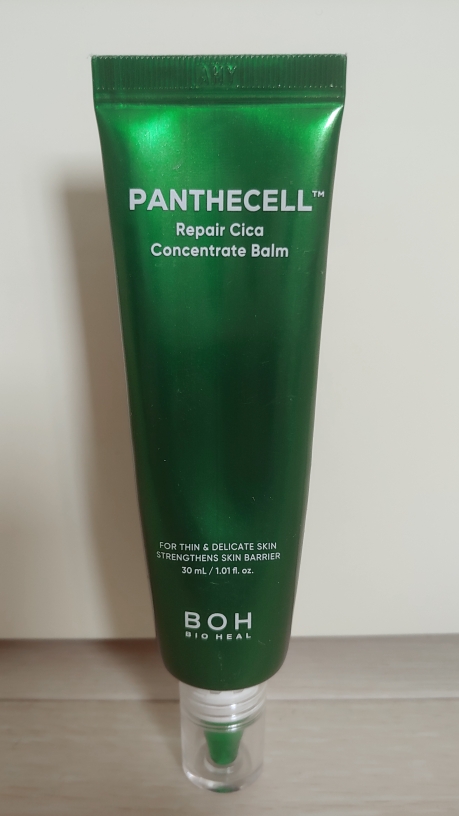 PANTHECELL™
Repair Cica
Concentrate Balm
FOR THIN & DELICATE SKIN
STRENGTHENS SKIN BARRIER
30 mL / 1.01 fl. oz.
BOH
BIO HEAL